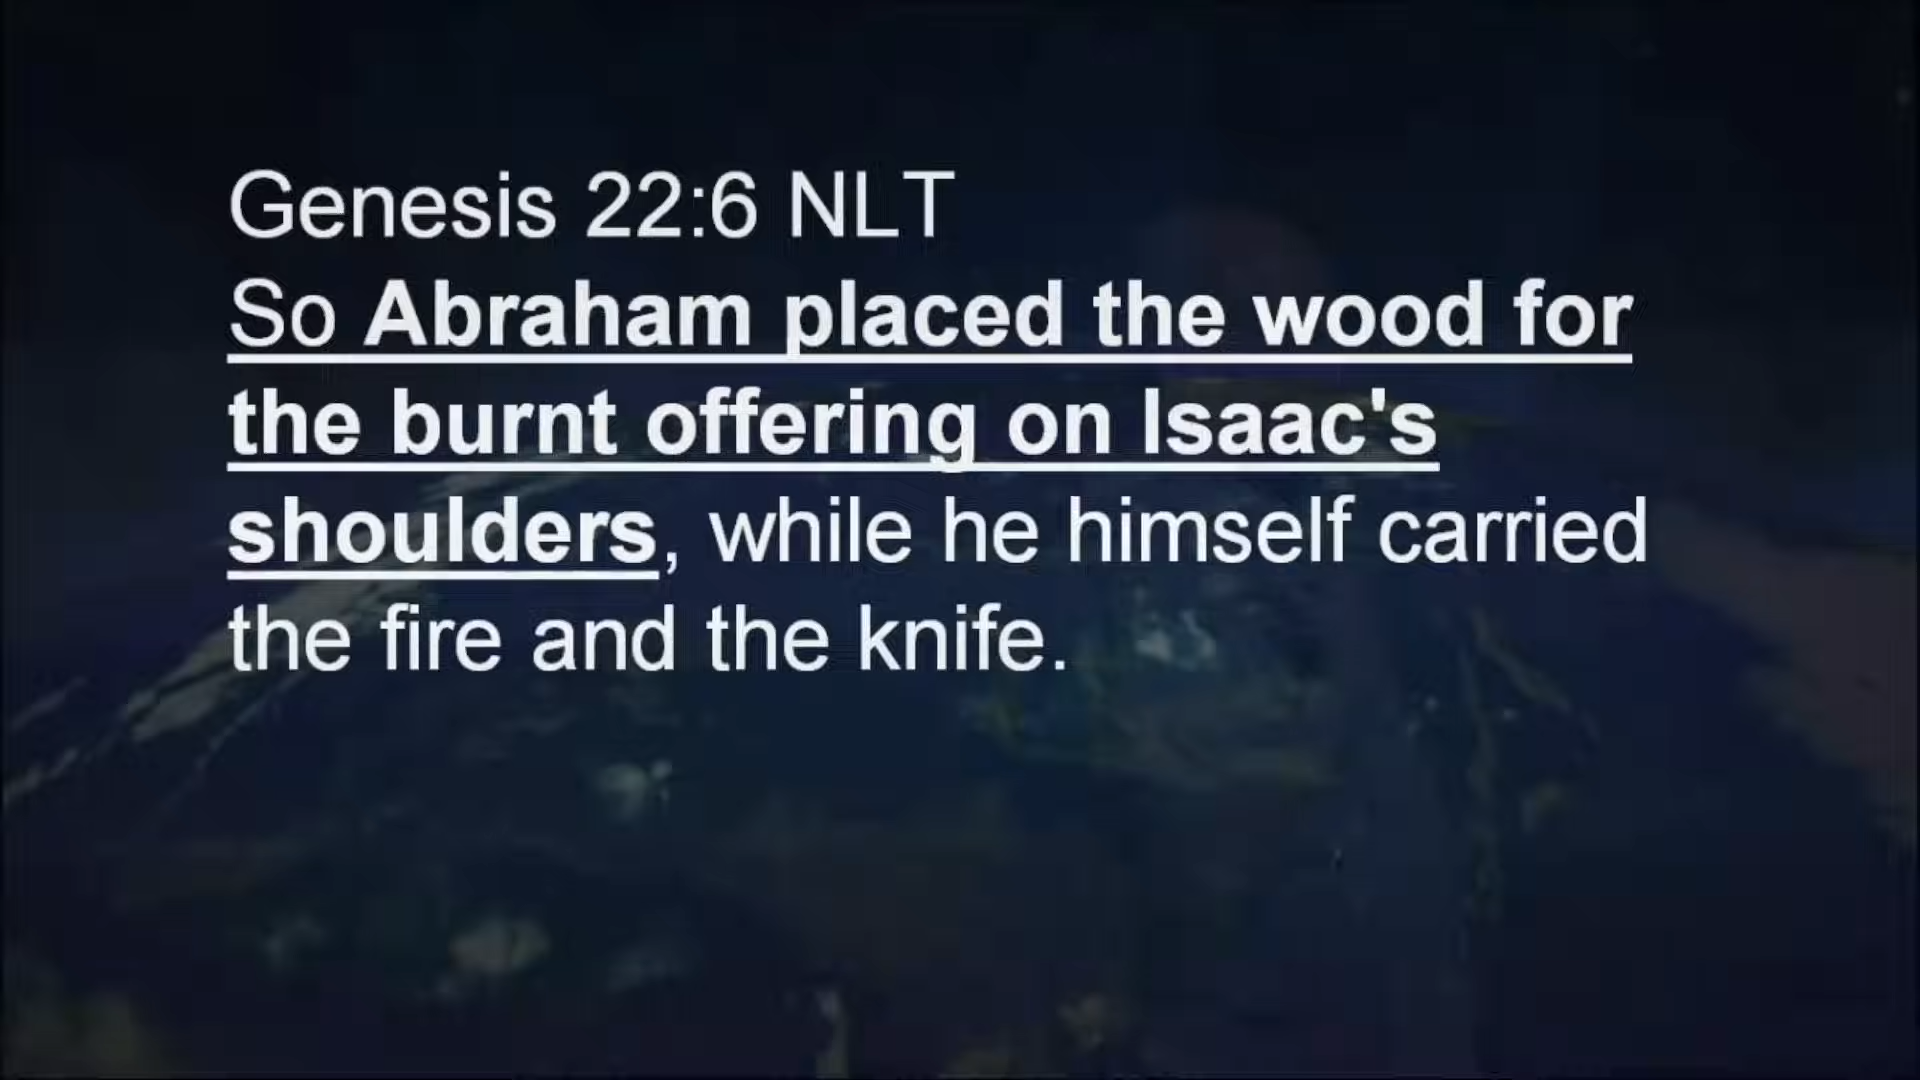 Genesis 22:6 NLT
So Abraham placed the wood for
the burnt offering on Isaac's
shoulders, while he himself carried
the fire and the knife.